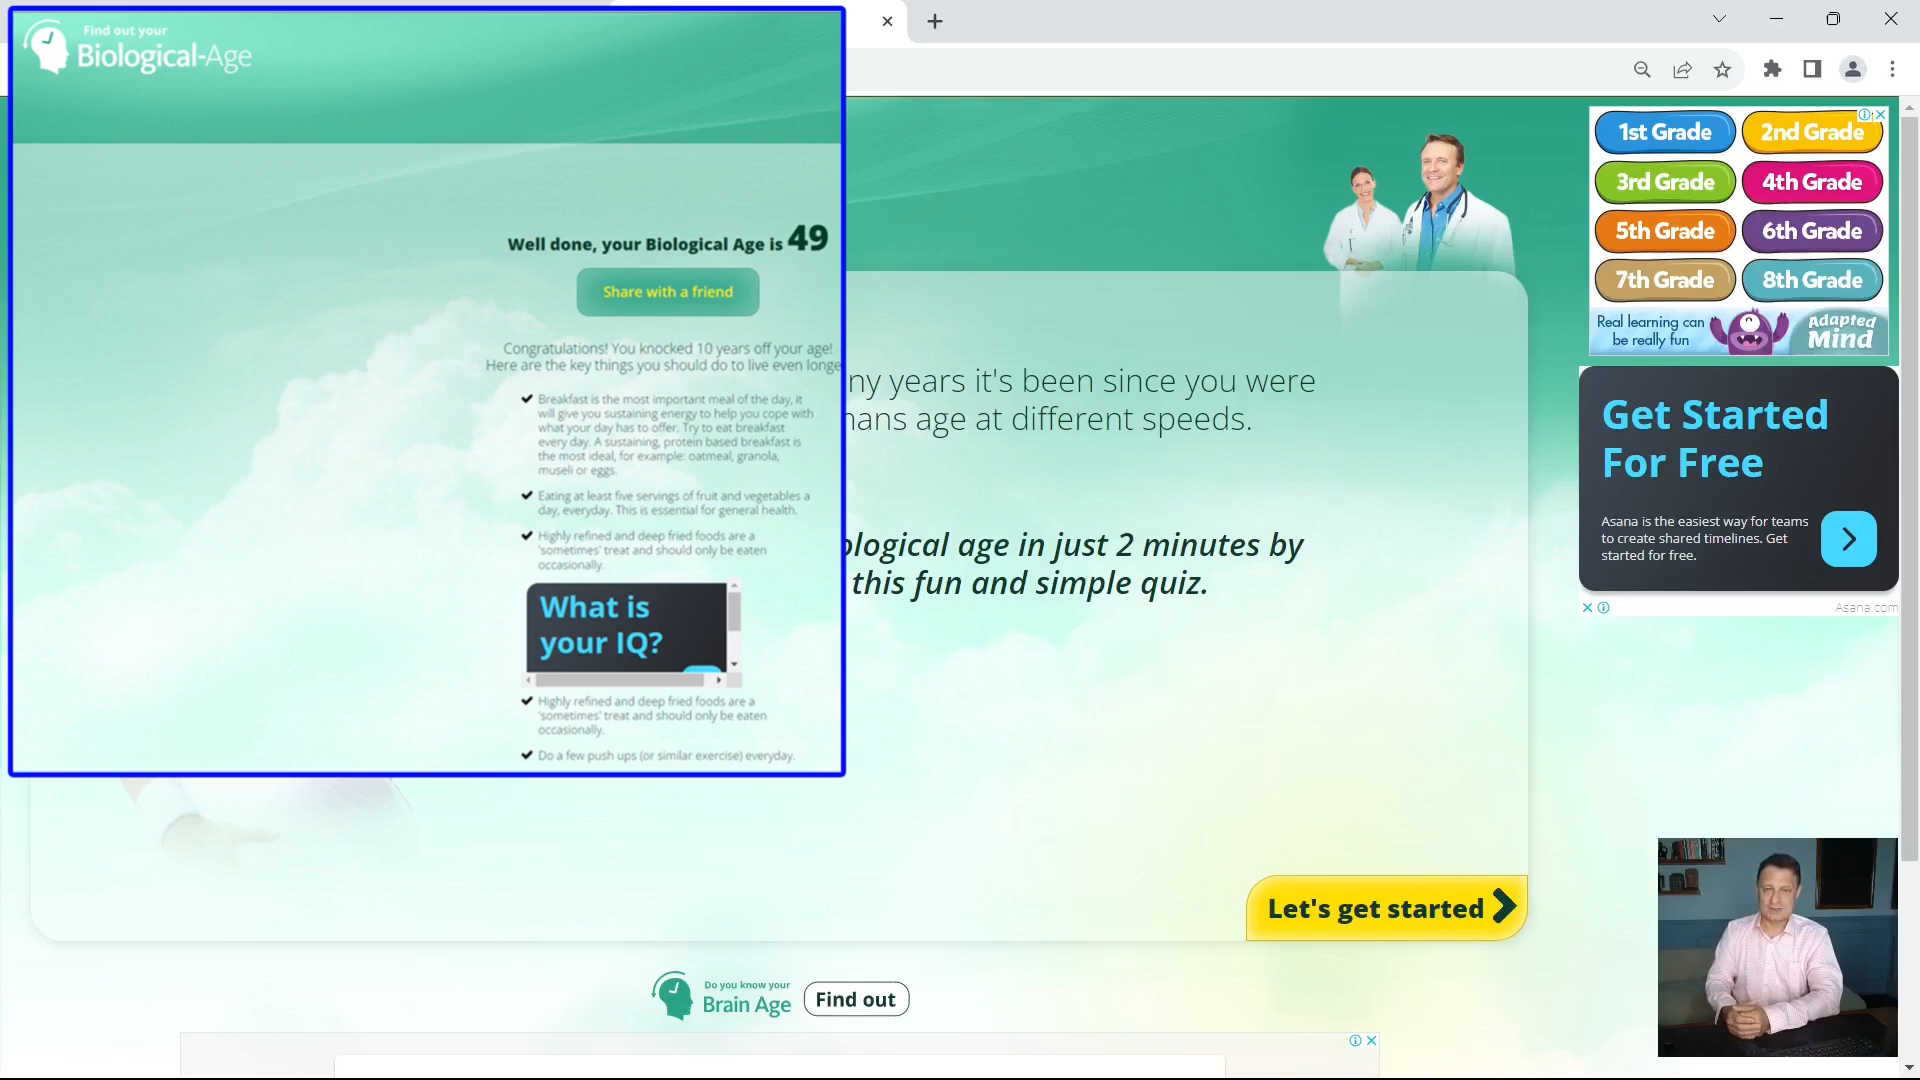 Find out your
Biological-Age
Well done, your Biological Age is 49
Share with a friend
Congratulations! You knocked 10 years off your age!
Here are the key things you should do to live even longe
Breakfast is the most important meal of the day, it
will give you sustaining energy to help you cope with
what your day has to offer. Try to eat breakfast
every day. A sustaining, protein based breakfast is
the most ideal, for example: oatmeal, granola,
museli or eggs.
Eating at least five servings of fruit and vegetables a
day, everyday. This is essential for general health.
Highly refined and deep fried foods are a
'sometimes' treat and should only be eaten
occasionally.
What is
your IQ?
Highly refined and deep fried foods are a
'sometimes' treat and should only be eaten
occasionally.
Do a few push ups (or similar exercise) everyday.
ny years it's been since you were
mans age at different speeds.
ological age in just 2 minutes by
this fun and simple quiz.
Let's get started
Do you know your
Brain Age
Find out
1st Grade
2nd Grade
3rd Grade
4th Grade
5th Grade
6th Grade
7th Grade
8th Grade
Real learning can
be really fun
Adapted
Mind
Get Started
For Free
Asana is the easiest way for teams
to create shared timelines. Get
started for free.
Asana.com